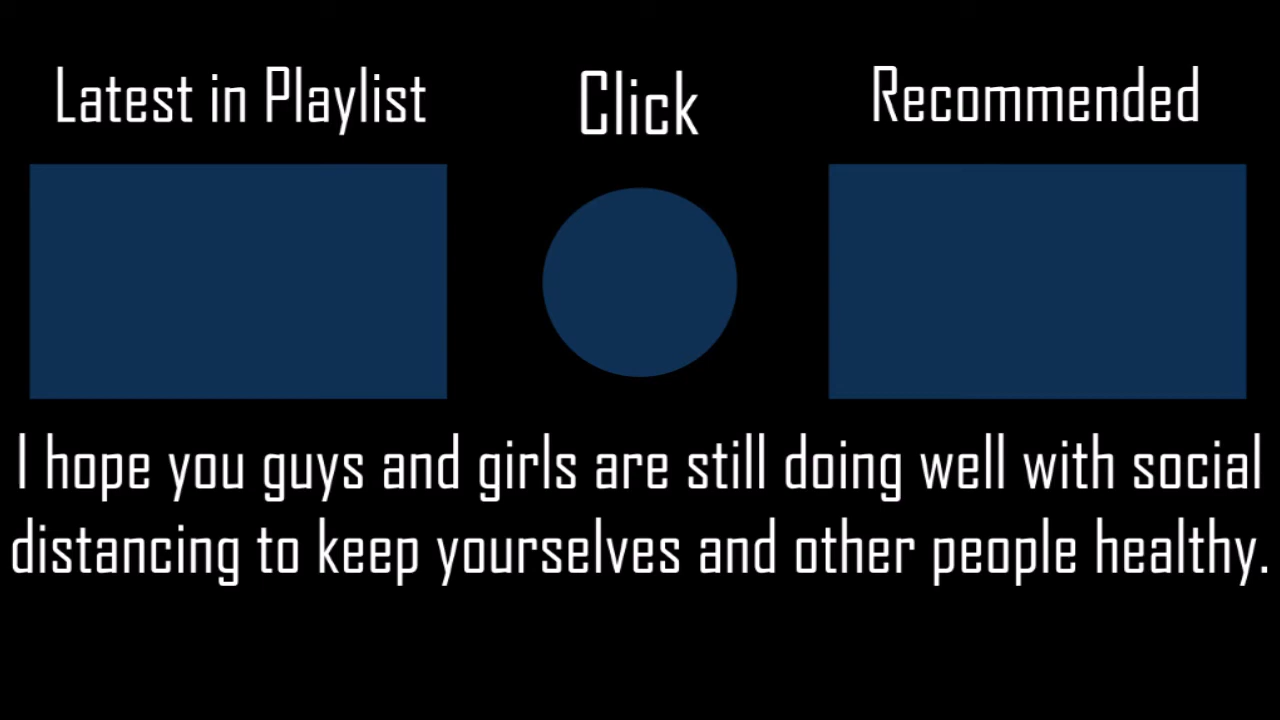 Latest in Playlist
Click
Recommended
I hope you guys and girls are still doing well with social
distancing to keep yourselves and other people healthy.